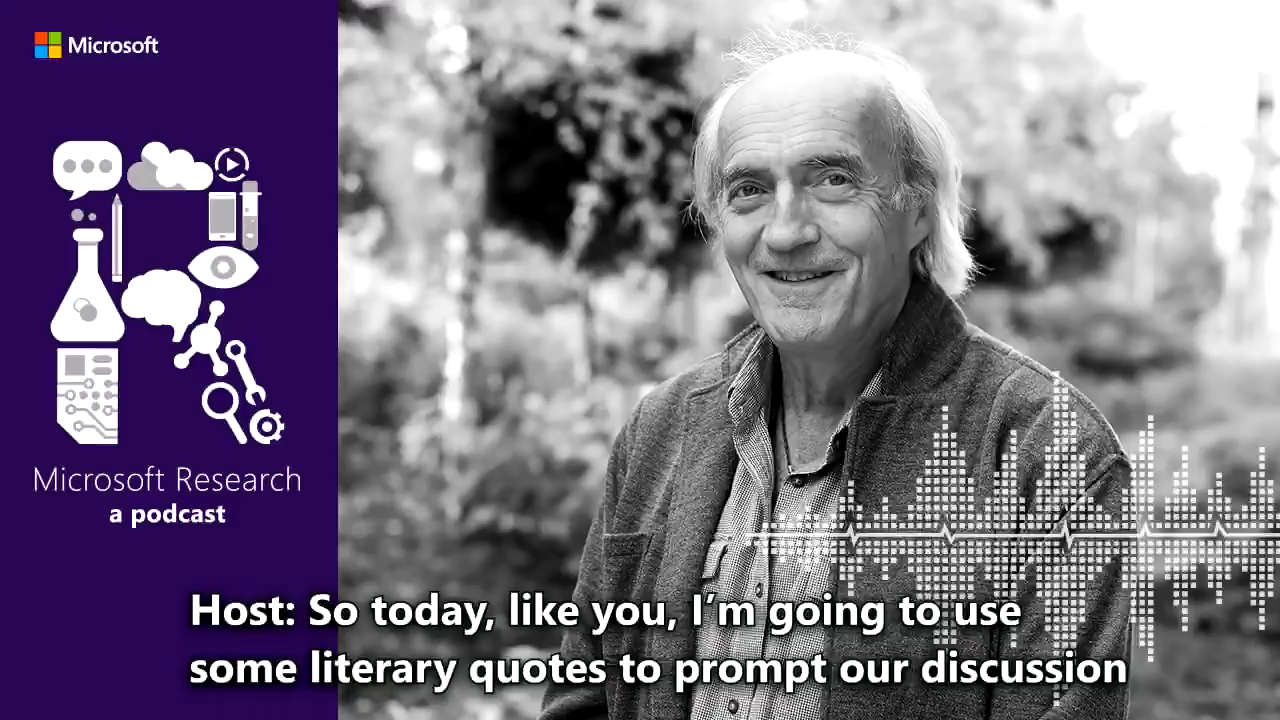 Microsoft
Microsoft Research
a podcast
Host: So today, like you, I’m going to use
some literary quotes to prompt our discussion